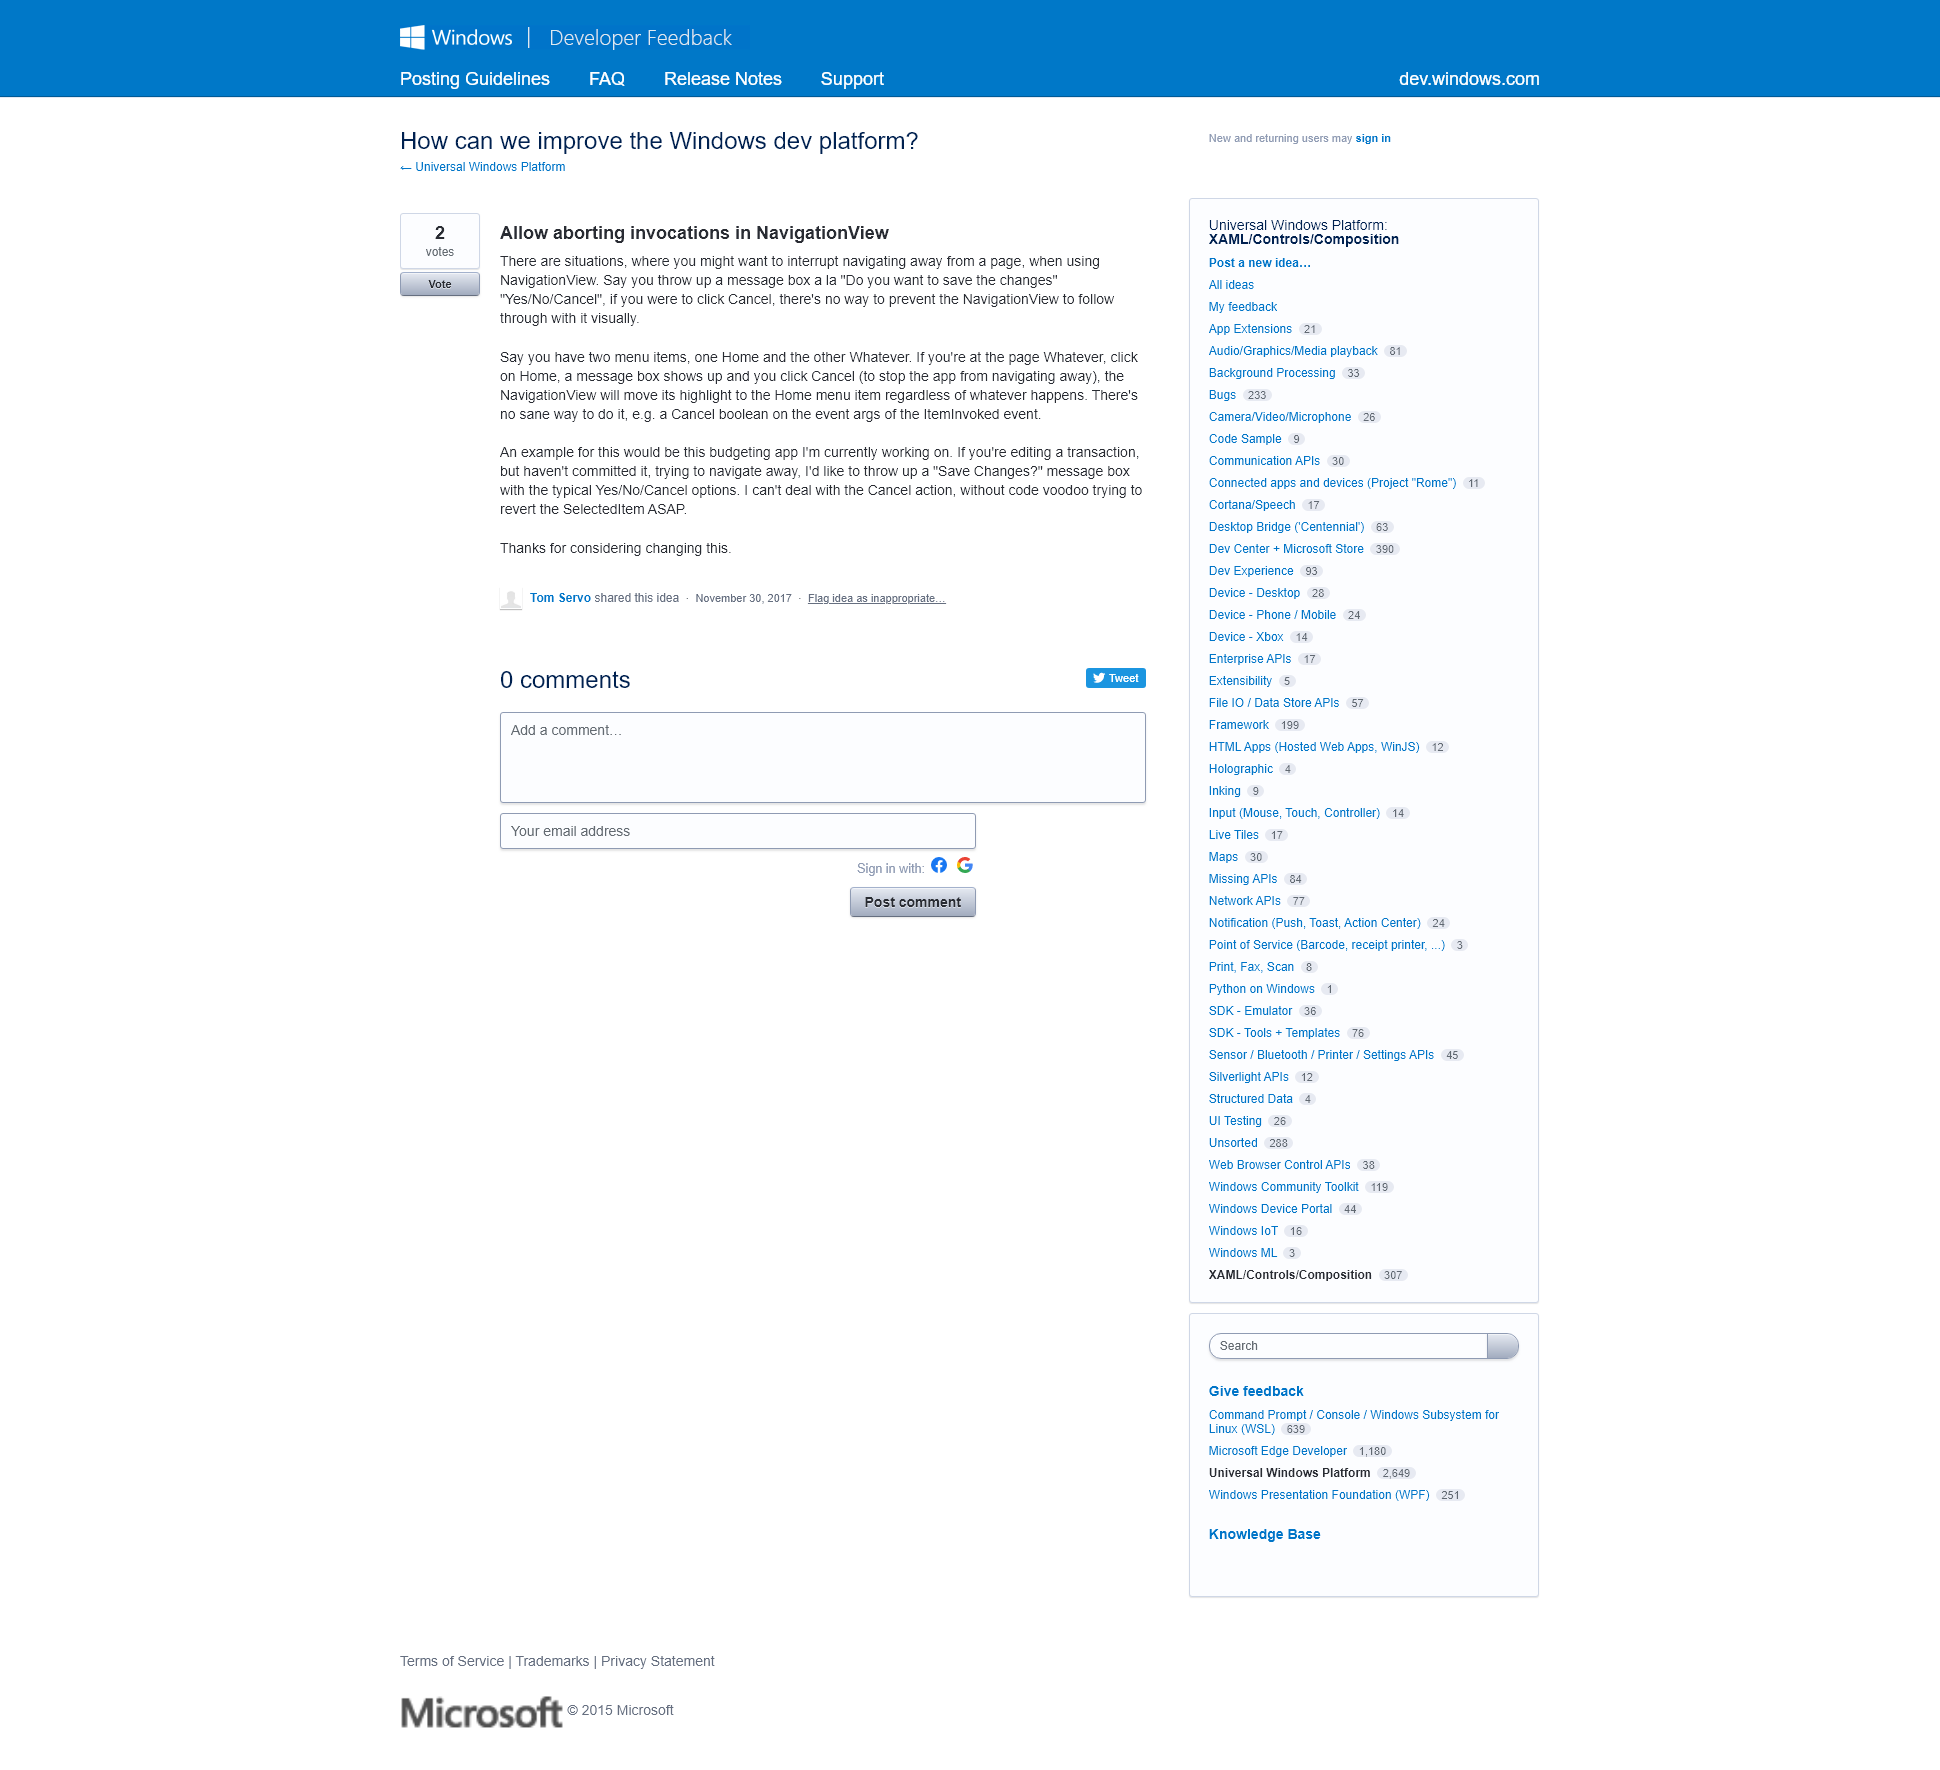 Windows | Developer Feedback
Posting Guidelines FAQ Release Notes Support dev.windows.com
How can we improve the Windows dev platform?
← Universal Windows Platform
New and returning users may sign in
2
votes
Vote
Allow aborting invocations in NavigationView
There are situations, where you might want to interrupt navigating away from a page, when using
NavigationView. Say you throw up a message box a la "Do you want to save the changes"
"Yes/No/Cancel", if you were to click Cancel, there's no way to prevent the NavigationView to follow
through with it visually.
Say you have two menu items, one Home and the other Whatever. If you're at the page Whatever, click
on Home, a message box shows up and you click Cancel (to stop the app from navigating away), the
NavigationView will move its highlight to the Home menu item regardless of whatever happens. There's
no sane way to do it, e.g. a Cancel boolean on the event args of the ItemInvoked event.
An example for this would be this budgeting app I'm currently working on. If you're editing a transaction,
but haven't committed it, trying to navigate away, I'd like to throw up a "Save Changes?" message box
with the typical Yes/No/Cancel options. I can't deal with the Cancel action, without code voodoo trying to
revert the SelectedItem ASAP.
Thanks for considering changing this.
Tom Servo shared this idea · November 30, 2017 · Flag idea as inappropriate…
0 comments
Tweet
Add a comment…
Your email address
Sign in with:
Post comment
Universal Windows Platform:
XAML/Controls/Composition
Post a new idea…
All ideas
My feedback
App Extensions 21
Audio/Graphics/Media playback 81
Background Processing 33
Bugs 233
Camera/Video/Microphone 26
Code Sample 9
Communication APIs 30
Connected apps and devices (Project "Rome") 11
Cortana/Speech 17
Desktop Bridge ('Centennial') 63
Dev Center + Microsoft Store 390
Dev Experience 93
Device - Desktop 28
Device - Phone / Mobile 24
Device - Xbox 14
Enterprise APIs 17
Extensibility 5
File IO / Data Store APIs 57
Framework 199
HTML Apps (Hosted Web Apps, WinJS) 12
Holographic 4
Inking 9
Input (Mouse, Touch, Controller) 14
Live Tiles 17
Maps 30
Missing APIs 84
Network APIs 77
Notification (Push, Toast, Action Center) 24
Point of Service (Barcode, receipt printer, ...) 3
Print, Fax, Scan 8
Python on Windows 1
SDK - Emulator 36
SDK - Tools + Templates 76
Sensor / Bluetooth / Printer / Settings APIs 45
Silverlight APIs 12
Structured Data 4
UI Testing 26
Unsorted 288
Web Browser Control APIs 38
Windows Community Toolkit 119
Windows Device Portal 44
Windows IoT 16
Windows ML 3
XAML/Controls/Composition 307
Search
Give feedback
Command Prompt / Console / Windows Subsystem for
Linux (WSL) 639
Microsoft Edge Developer 1,180
Universal Windows Platform 2,649
Windows Presentation Foundation (WPF) 251
Knowledge Base
Terms of Service | Trademarks | Privacy Statement
Microsoft © 2015 Microsoft